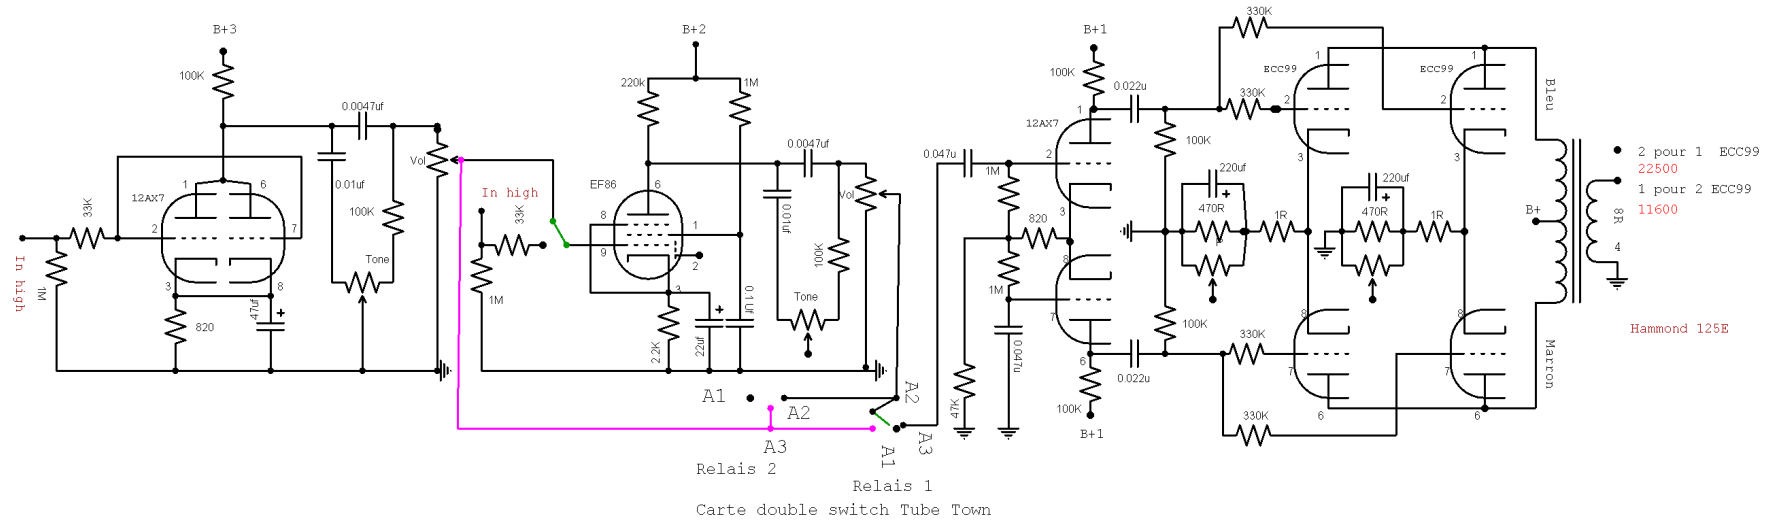 B+3
100K
0.0047uf
Vol
0.01uf
100K
Tone
12AX7
1
6
2
7
3
8
33K
In high
1M
820
47uf
B+2
220k
1M
In high
33K
1M
EF86
6
8
9
1
2
3
2.2K
22uf
0.1Uf
0.0047uf
0.01uf
100K
Vol
Tone
A1
A2
A3
Relais 2
A2
A3
A1
Relais 1
Carte double switch Tube Town
B+1
100K
0.022u
12AX7
1
2
3
0.047u
1M
820
1M
47K
0.047u
8
7
6
100K
B+1
0.022u
100K
100K
330K
330K
330K
330K
220uf
470R
P
1R
220uf
470R
1R
ECC99
1
2
3
8
7
6
ECC99
1
2
3
8
7
6
Bleu
B+
Marron
8R
4
2 pour 1 ECC99
22500
1 pour 2 ECC99
11600
Hammond 125E